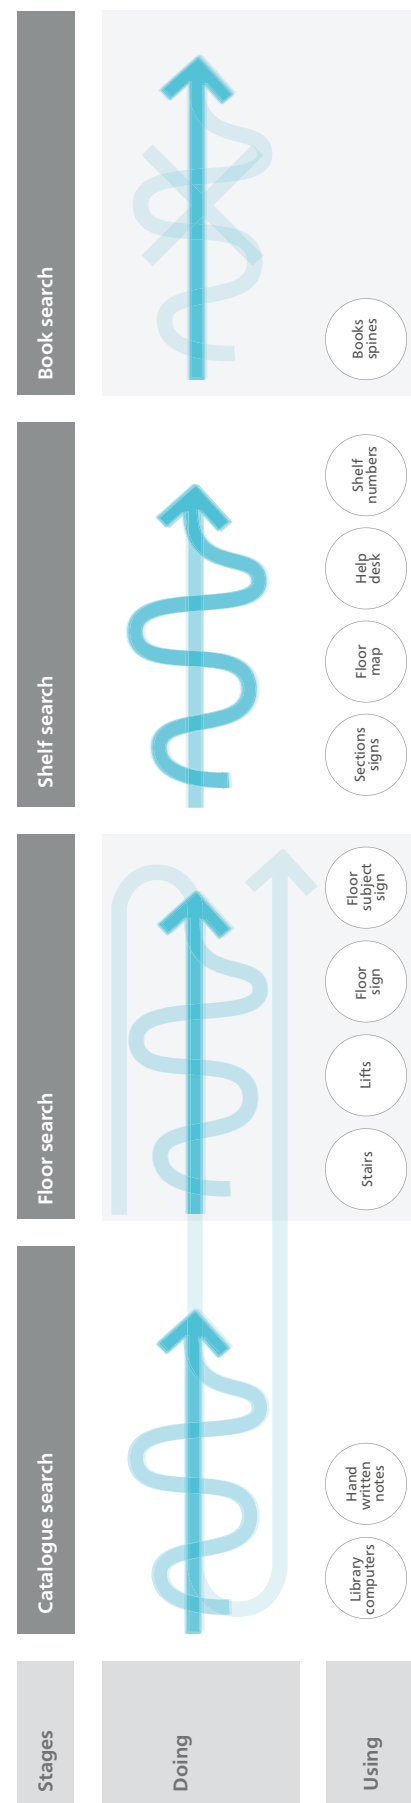 Stages
Catalogue search
Floor search
Shelf search
Book search
Doing
Using
Library
computers
Hand
written
notes
Stairs
Lifts
Floor
sign
Floor
subject
sign
Sections
signs
Floor
map
Help
desk
Shelf
numbers
Books
spines